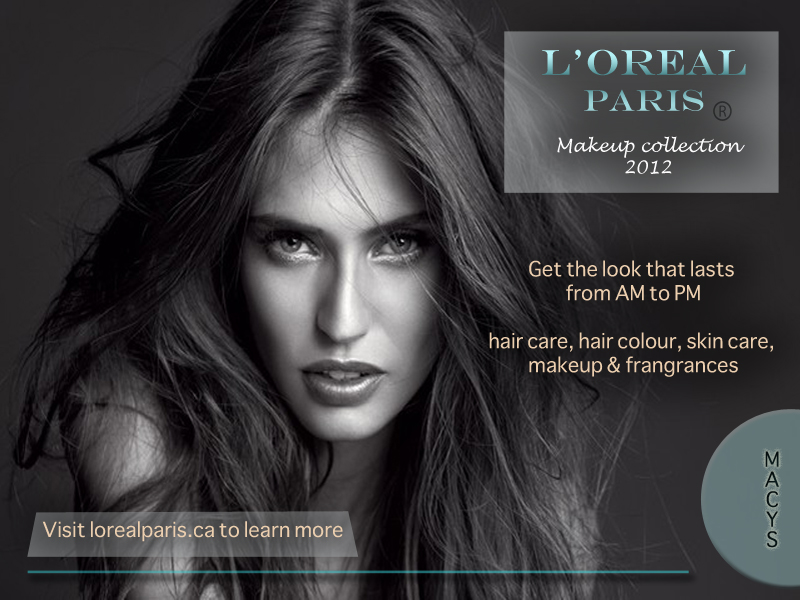 L'OREAL
PARIS ®
Makeup collection
2012
Get the look that lasts
from AM to PM
hair care, hair colour, skin care,
makeup & frangrances
MACYS
Visit lorealparis.ca to learn more